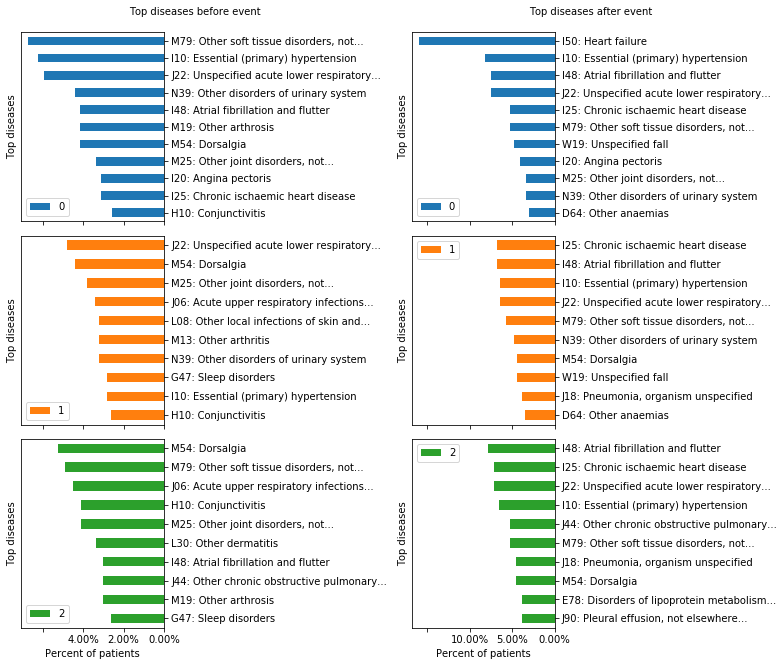 Top diseases before event
Top diseases
M79: Other soft tissue disorders, not...
I10: Essential (primary) hypertension
J22: Unspecified acute lower respiratory...
N39: Other disorders of urinary system
I48: Atrial fibrillation and flutter
M19: Other arthrosis
M54: Dorsalgia
M25: Other joint disorders, not...
I20: Angina pectoris
I25: Chronic ischaemic heart disease
H10: Conjunctivitis
0
Top diseases after event
Top diseases
I50: Heart failure
I10: Essential (primary) hypertension
I48: Atrial fibrillation and flutter
J22: Unspecified acute lower respiratory...
I25: Chronic ischaemic heart disease
M79: Other soft tissue disorders, not...
W19: Unspecified fall
I20: Angina pectoris
M25: Other joint disorders, not...
N39: Other disorders of urinary system
D64: Other anaemias
0
Top diseases
J22: Unspecified acute lower respiratory...
M54: Dorsalgia
M25: Other joint disorders, not...
J06: Acute upper respiratory infections...
L08: Other local infections of skin and...
M13: Other arthritis
N39: Other disorders of urinary system
G47: Sleep disorders
I10: Essential (primary) hypertension
H10: Conjunctivitis
1
Top diseases
1
I25: Chronic ischaemic heart disease
I48: Atrial fibrillation and flutter
I10: Essential (primary) hypertension
J22: Unspecified acute lower respiratory...
M79: Other soft tissue disorders, not...
N39: Other disorders of urinary system
M54: Dorsalgia
W19: Unspecified fall
J18: Pneumonia, organism unspecified
D64: Other anaemias
Top diseases
M54: Dorsalgia
M79: Other soft tissue disorders, not...
J06: Acute upper respiratory infections...
H10: Conjunctivitis
M25: Other joint disorders, not...
L30: Other dermatitis
I48: Atrial fibrillation and flutter
J44: Other chronic obstructive pulmonary...
M19: Other arthrosis
G47: Sleep disorders
2
4.00% 2.00% 0.00%
Percent of patients
Top diseases
2
I48: Atrial fibrillation and flutter
I25: Chronic ischaemic heart disease
J22: Unspecified acute lower respiratory...
I10: Essential (primary) hypertension
J44: Other chronic obstructive pulmonary...
M79: Other soft tissue disorders, not...
J18: Pneumonia, organism unspecified
M54: Dorsalgia
E78: Disorders of lipoprotein metabolism...
J90: Pleural effusion, not elsewhere...
10.00% 5.00% 0.00%
Percent of patients